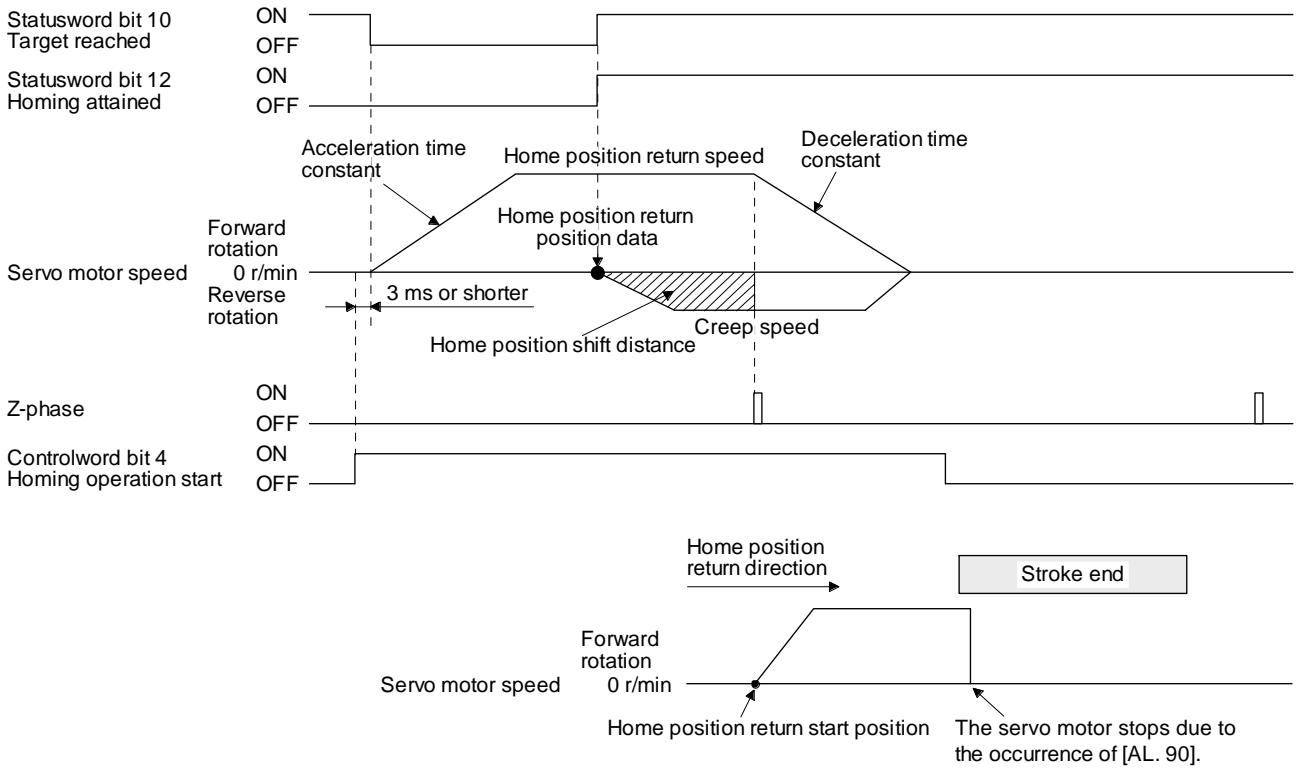 Statusword bit 10
Target reached
ON
OFF
Statusword bit 12
Homing attained
ON
OFF
Acceleration time
constant
Home position return speed
Deceleration time
constant
Home position return
position data
Forward
rotation
Servo motor speed
0 r/min
Reverse
rotation
3 ms or shorter
Creep speed
Home position shift distance
Z-phase
ON
OFF
Controlword bit 4
Homing operation start
ON
OFF
Home position
return direction
Stroke end
Forward
rotation
Servo motor speed
0 r/min
Home position return start position
The servo motor stops due to
the occurrence of [AL. 90].